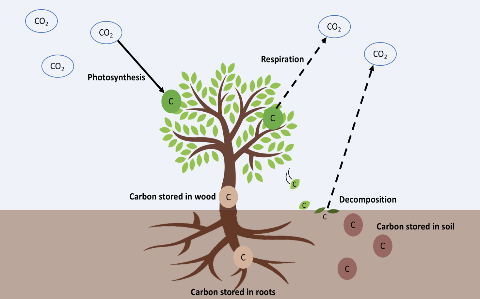 CO2
CO2
CO2
CO2
CO2
Respiration
Photosynthesis
C
C
C
C
Carbon stored in wood
C
Decomposition
C
C
Carbon stored in soil
C
C
C
Carbon stored in roots